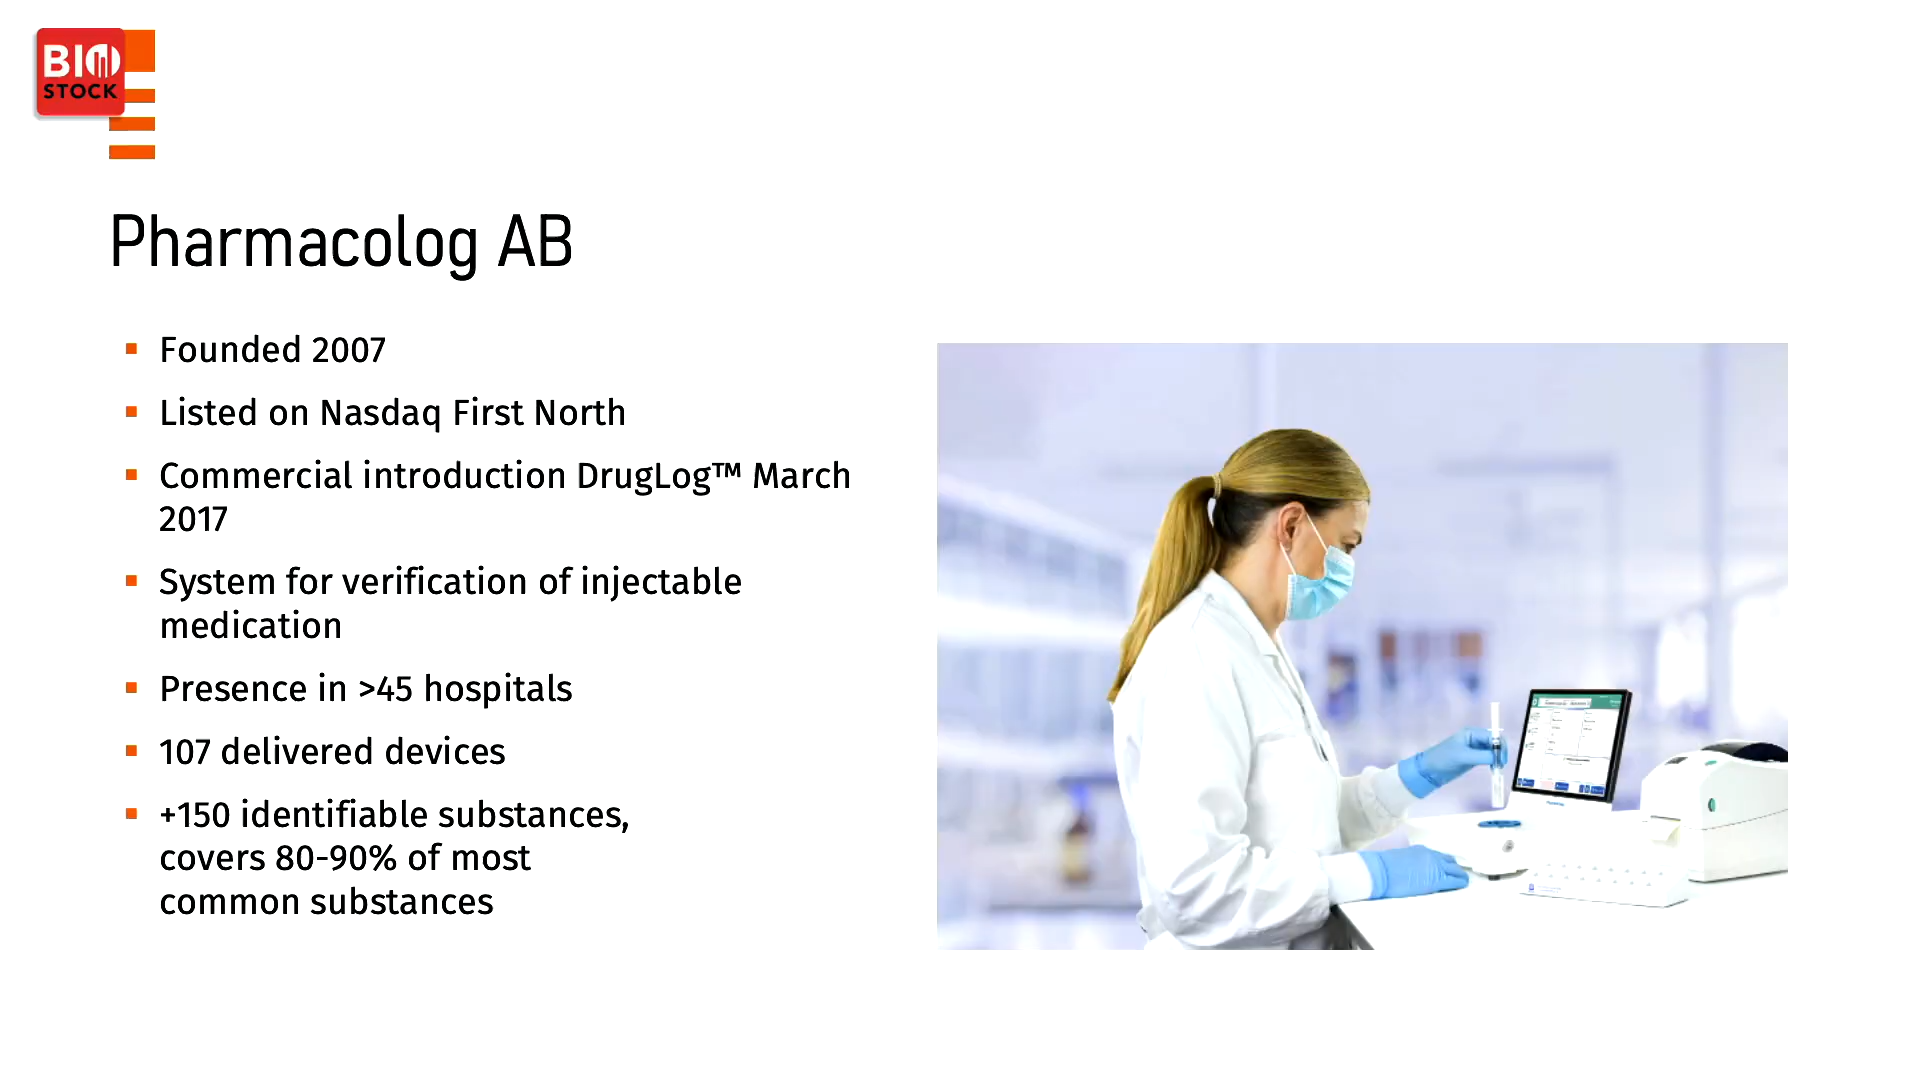 BIO
STOCK
Pharmacolog AB
Founded 2007
Listed on Nasdaq First North
Commercial introduction DrugLog™ March
2017
System for verification of injectable
medication
Presence in >45 hospitals
107 delivered devices
+150 identifiable substances,
covers 80-90% of most
common substances